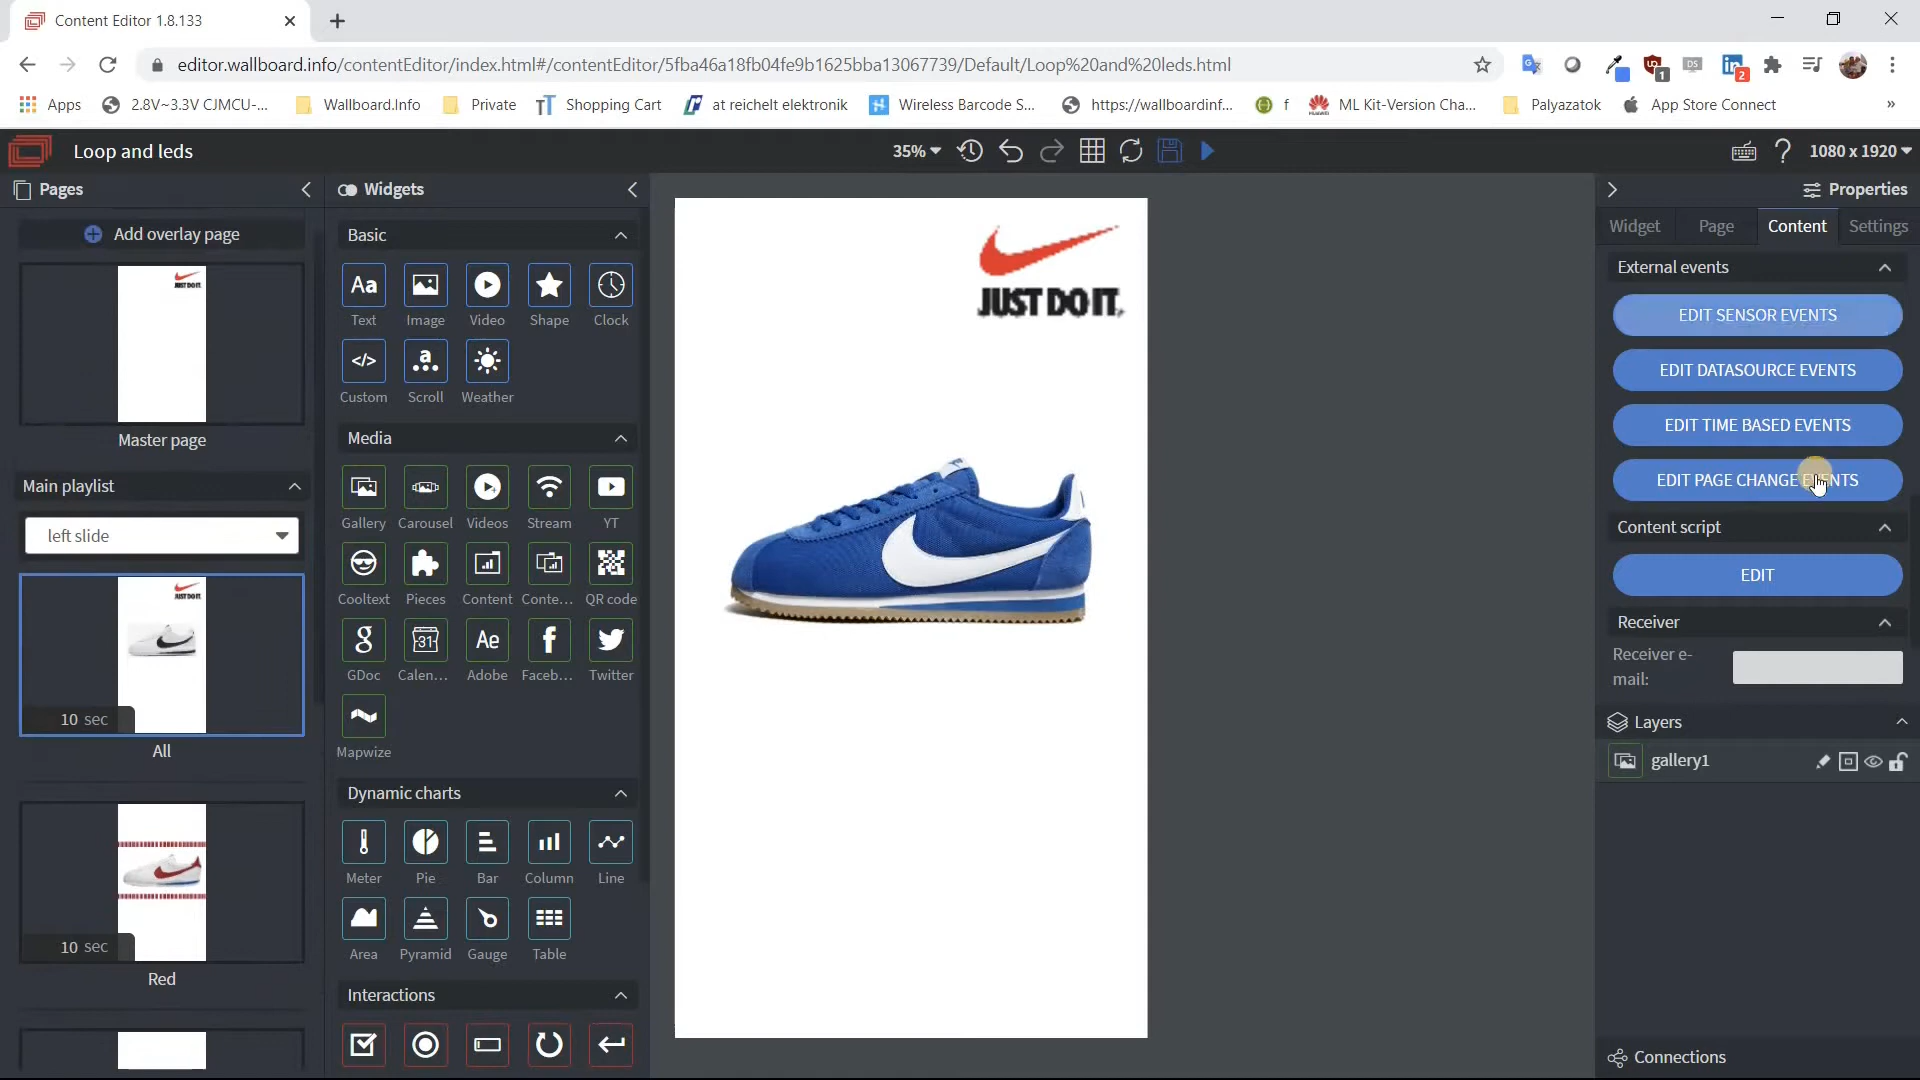 Content Editor 1.8.133
editor.wallboard.info/contentEditor/index.html#/contentEditor/5fba46a18fb04fe9b1625bba13067739/Default/Loop%20and%20leds.html
1
DS
2
Apps
2.8V~3.3V CJMCU-...
Wallboard.Info
Private
Shopping Cart
at reichelt elektronik
Wireless Barcode S...
https://wallboardinf...
f
ML Kit-Version Cha...
Palyazatok
App Store Connect
»
Loop and leds
35%
1080 x 1920
Pages
Widgets
Properties
Add overlay page
Master page
Main playlist
left slide
10 sec
All
10 sec
Red
Basic
Text
Image
Video
Shape
Clock
Custom
Scroll
Weather
Media
Gallery
Carousel
Videos
Stream
YT
Cooltext
Pieces
Content
Conte...
QR code
GDoc
Calen...
Adobe
Faceb...
Twitter
Mapwize
Dynamic charts
Meter
Pie
Bar
Column
Line
Area
Pyramid
Gauge
Table
Interactions
JUST DO IT.
Widget
Page
Content
Settings
External events
EDIT SENSOR EVENTS
EDIT DATASOURCE EVENTS
EDIT TIME BASED EVENTS
EDIT PAGE CHANGE EVENTS
Content script
EDIT
Receiver
Receiver e-
mail:
Layers
gallery1
Connections